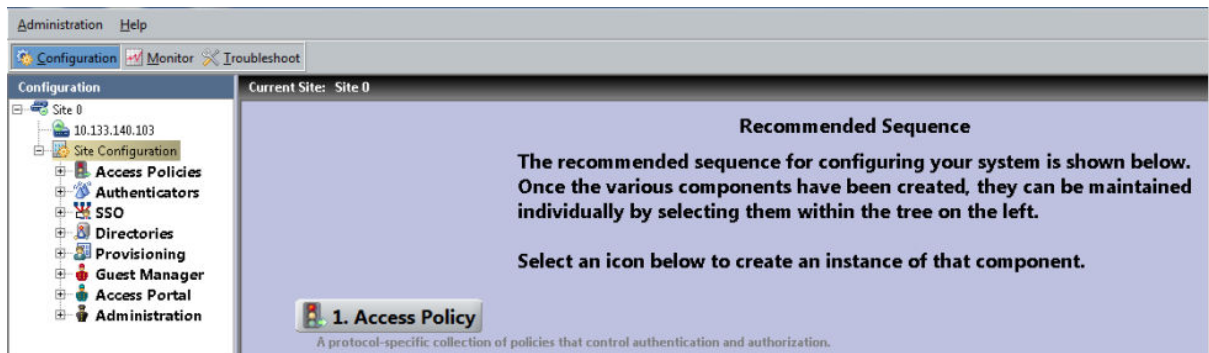 Administration Help
Configuration Monitor Troubleshoot
Configuration
Current Site: Site 0
Site 0
10.133.140.103
Site Configuration
Access Policies
Authenticators
SSO
Directories
Provisioning
Guest Manager
Access Portal
Administration
Recommended Sequence
The recommended sequence for configuring your system is shown below.
Once the various components have been created, they can be maintained
individually by selecting them within the tree on the left.
Select an icon below to create an instance of that component.
1. Access Policy
A protocol-specific collection of policies that control authentication and authorization.